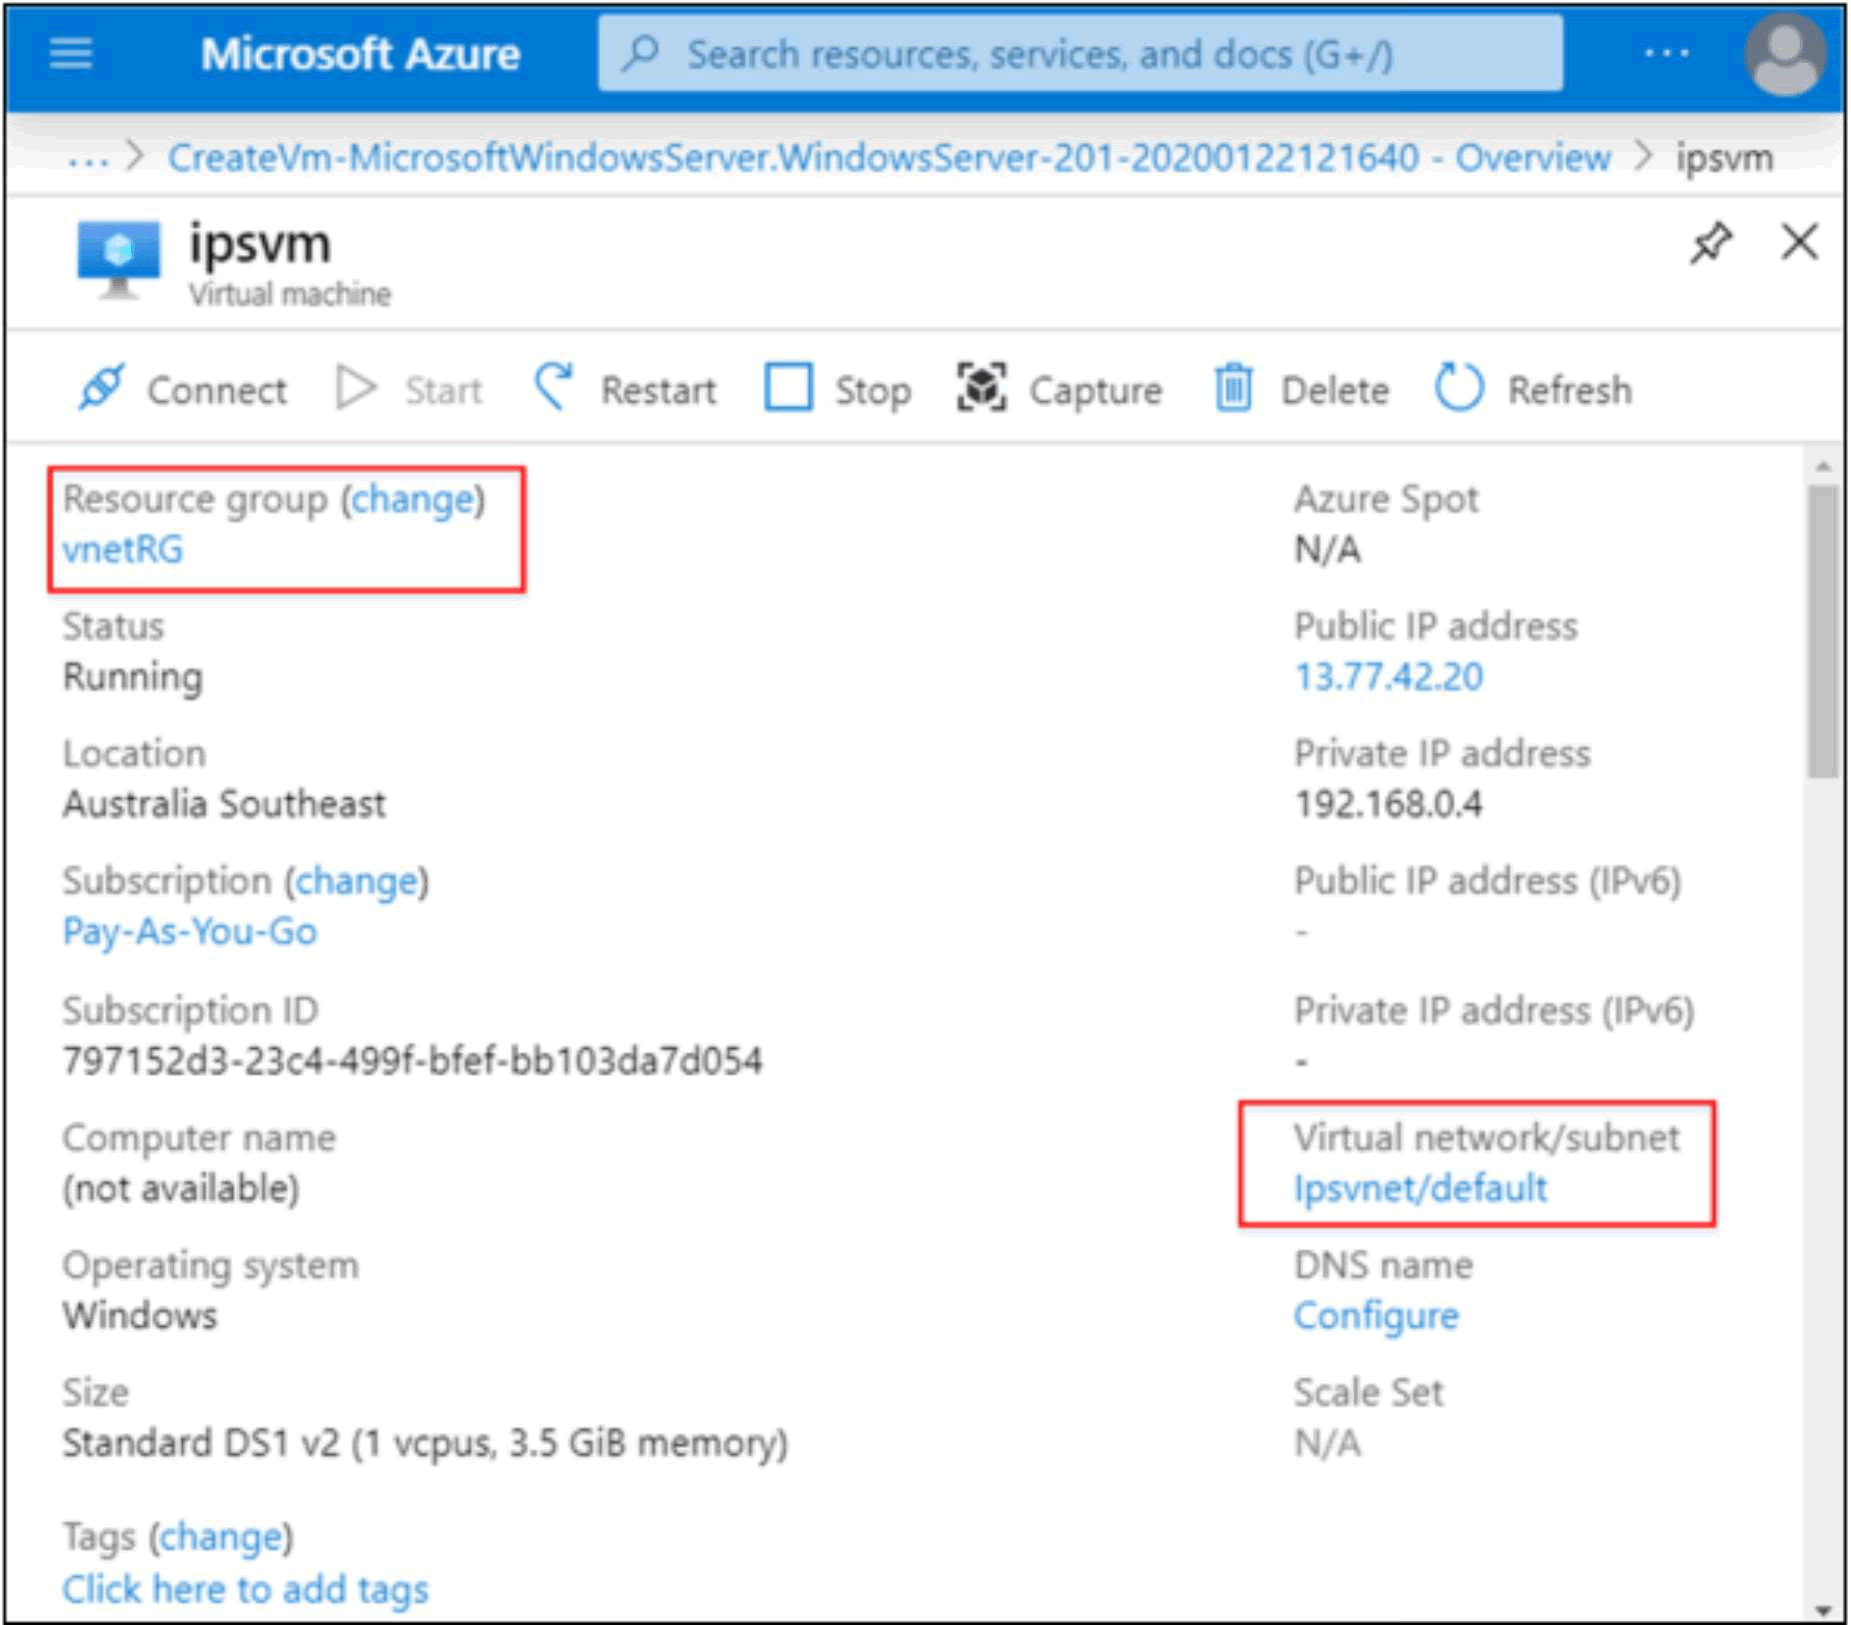 Microsoft Azure
Search resources, services, and docs (G+/)
...
... > CreateVm-MicrosoftWindowsServer.WindowsServer-201-20200122121640 - Overview > ipsvm
ipsvm
Virtual machine
Connect
Start
Restart
Stop
Capture
Delete
Refresh
Resource group (change)
vnetRG
Status
Running
Location
Australia Southeast
Subscription (change)
Pay-As-You-Go
Subscription ID
797152d3-23c4-499f-bfef-bb103da7d054
Computer name
(not available)
Operating system
Windows
Size
Standard DS1 v2 (1 vcpus, 3.5 GiB memory)
Tags (change)
Click here to add tags
Azure Spot
N/A
Public IP address
13.77.42.20
Private IP address
192.168.0.4
Public IP address (IPv6)
-
Private IP address (IPv6)
-
Virtual network/subnet
Ipsvnet/default
DNS name
Configure
Scale Set
N/A